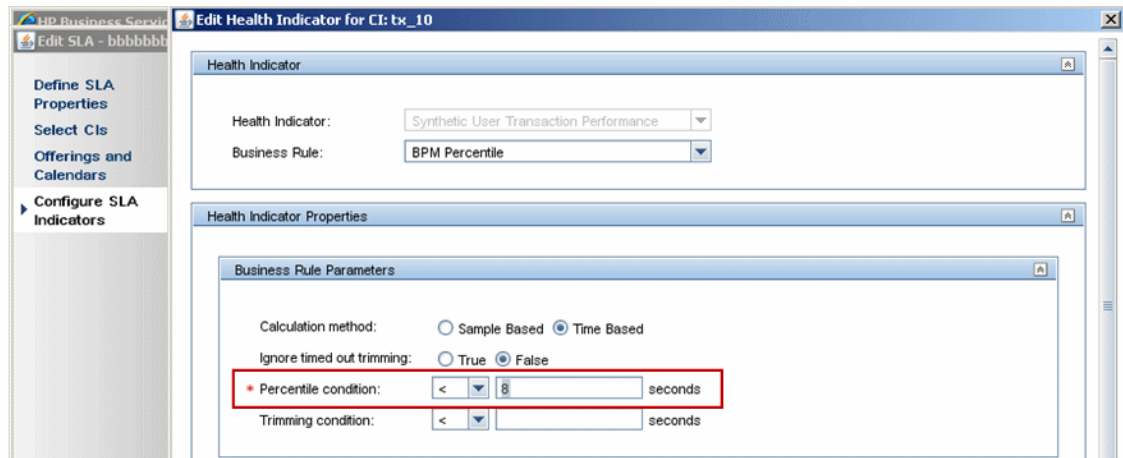 HP Business Servic
Edit Health Indicator for CI: tx_10
Edit SLA - bbbbbbb
Health Indicator
Define SLA
Properties
Select CIs
Offerings and
Calendars
Configure SLA
Indicators
Health Indicator:
Synthetic User Transaction Performance
Business Rule:
BPM Percentile
Health Indicator Properties
Business Rule Parameters
Calculation method:
Sample Based
Time Based
Ignore timed out trimming:
True
False
* Percentile condition:
< 8 seconds
Trimming condition:
< seconds